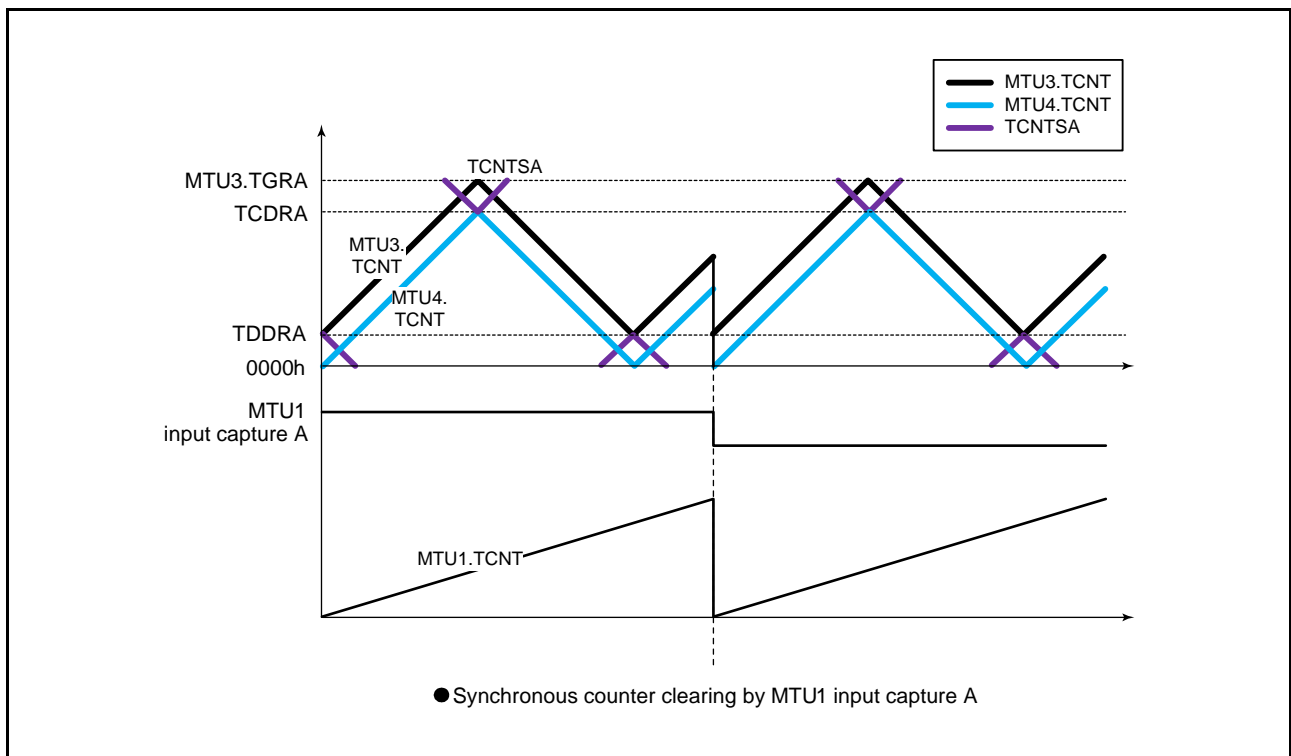 MTU3.TCNT
MTU4.TCNT
TCNTSA
TCNTSA
MTU3.TGRA
TCDRA
MTU3.
TCNT
MTU4.
TCNT
TDDRA
0000h
MTU1
input capture A
MTU1.TCNT
●Synchronous counter clearing by MTU1 input capture A